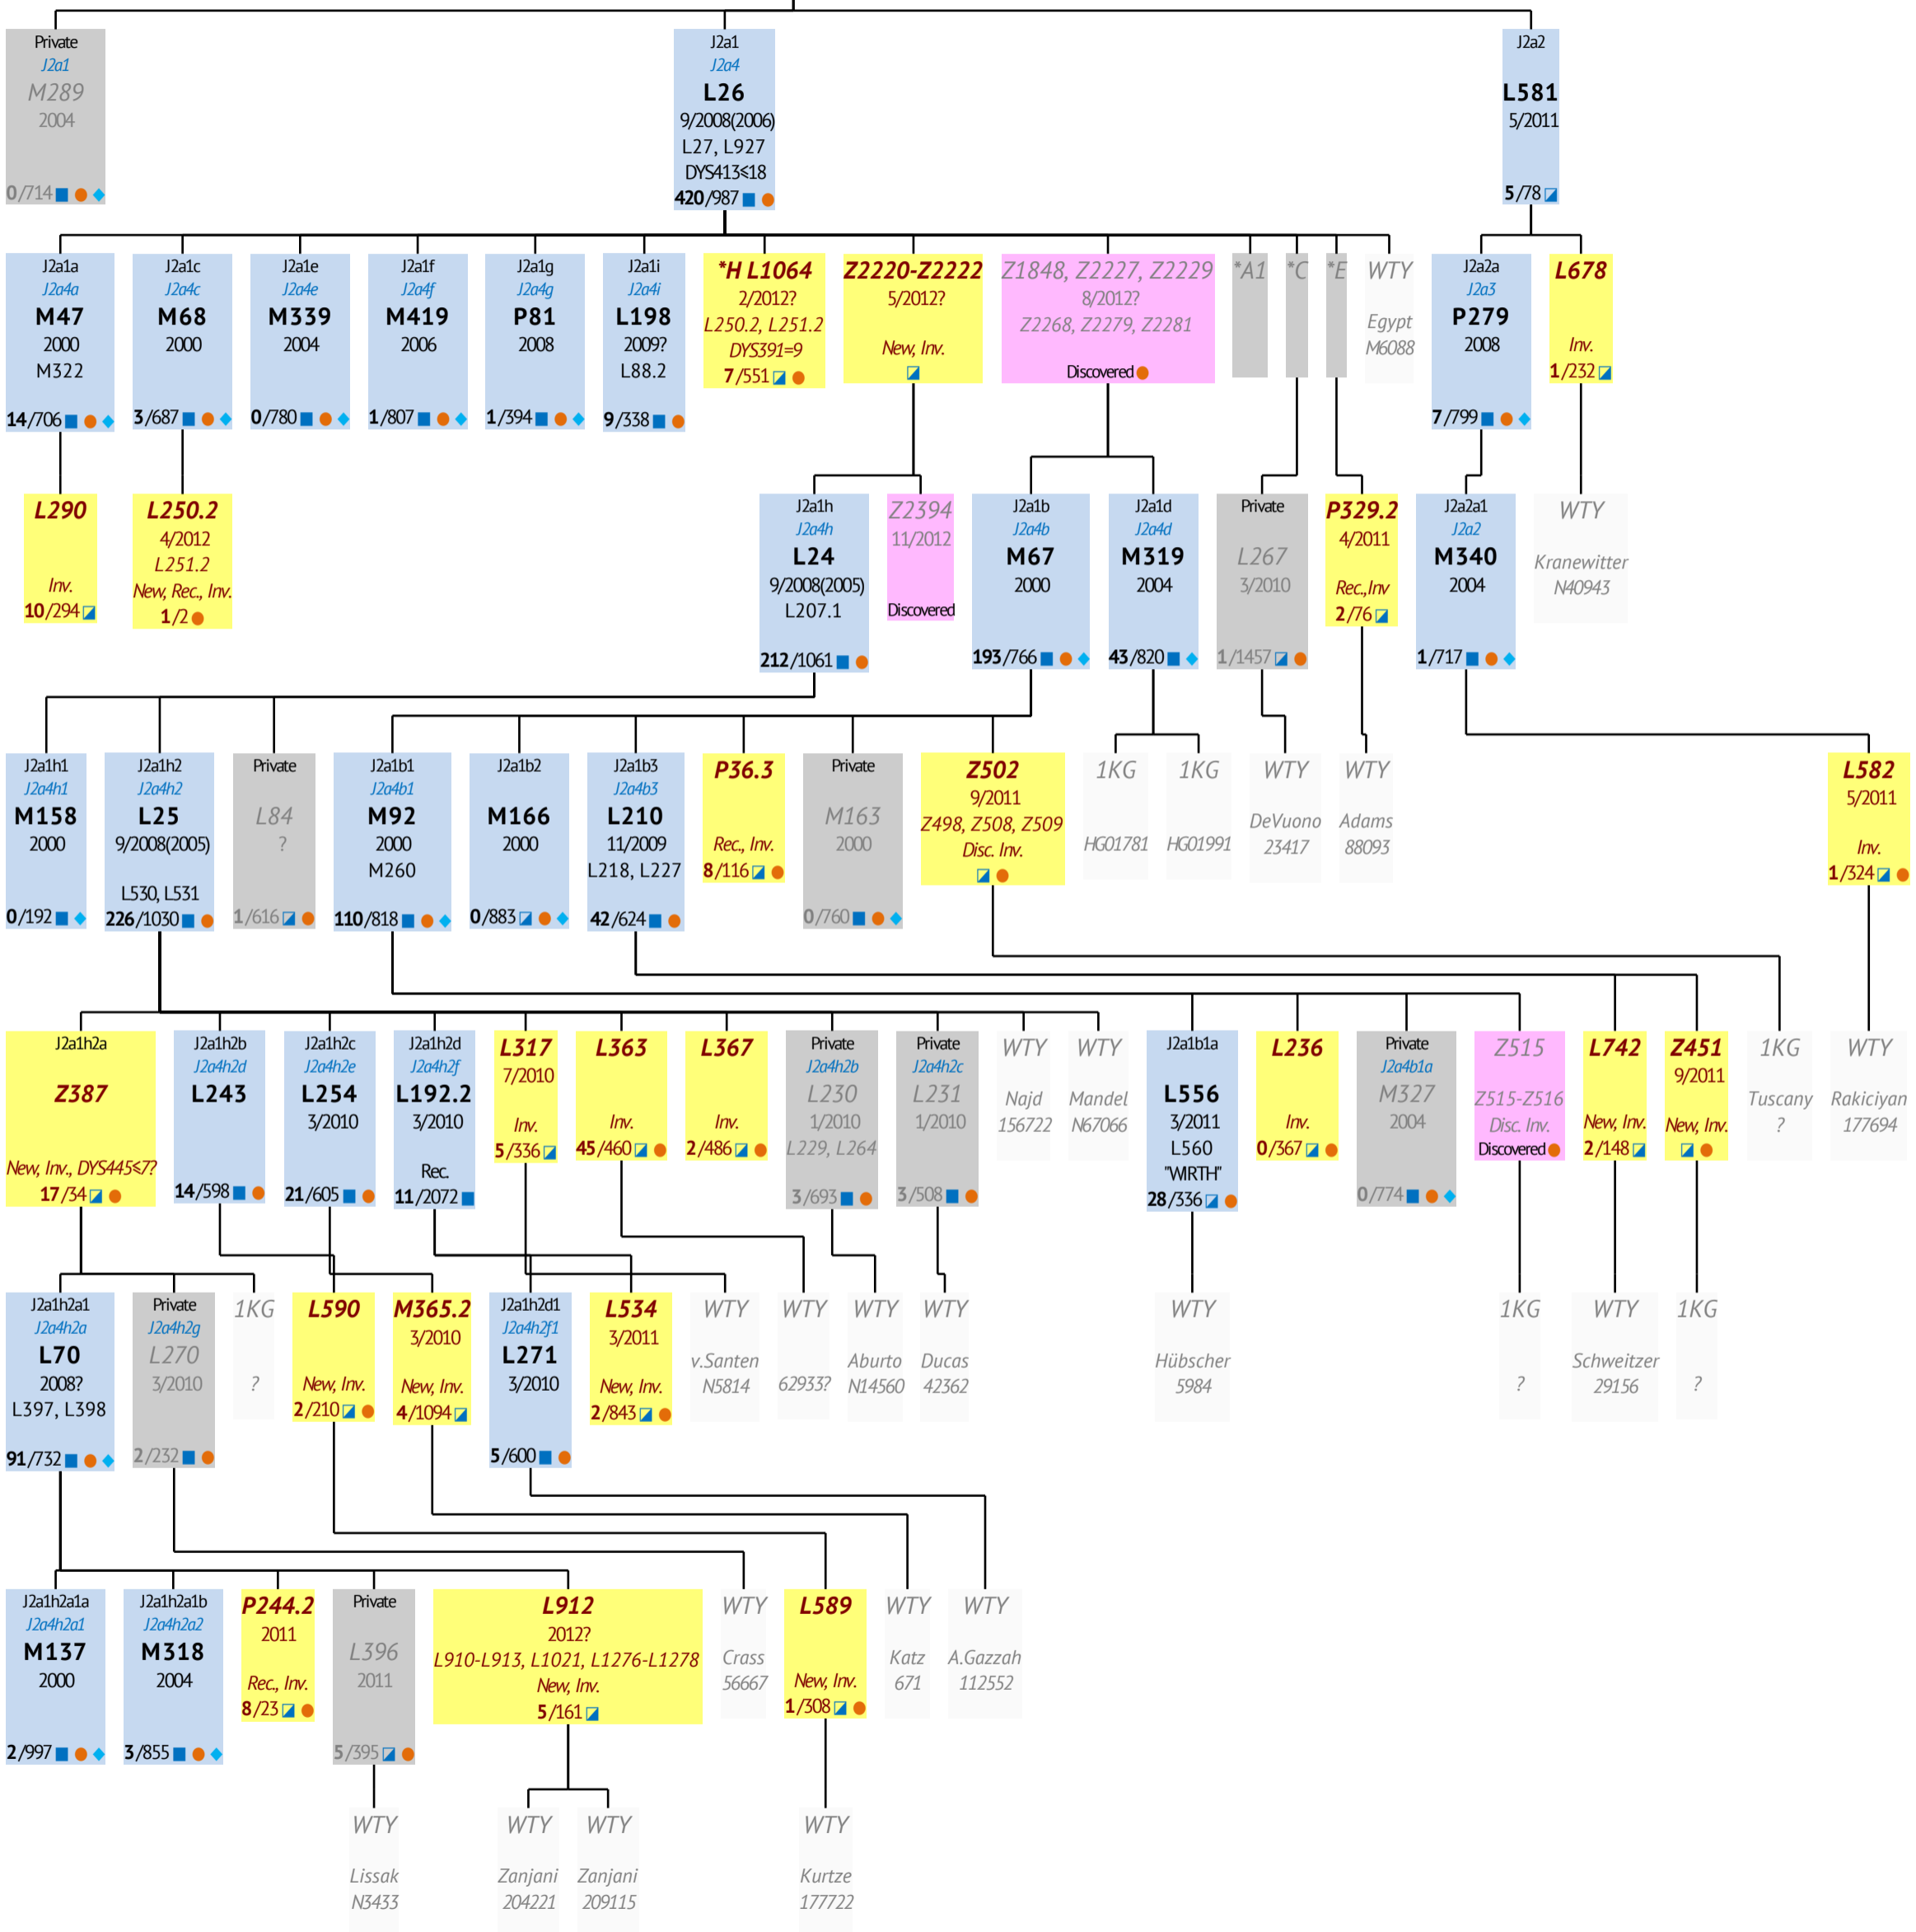 Private
J2a1
M289
2004
0/714
J2a1
J2a4
L26
9/2008(2006)
L27, L927
DYS413≤18
420/987
J2a2
L581
5/2011
5/78
J2a1a
J2a4a
M47
2000
M322
14/706
J2a1c
J2a4c
M68
2000
3/687
J2a1e
J2a4e
M339
2004
0/780
J2a1f
J2a4f
M419
2006
1/807
J2a1g
J2a4g
P81
2008
1/394
J2a1i
J2a4i
L198
2009?
L88.2
9/338
*H L1064
2/2012?
L250.2, L251.2
DYS391=9
7/551
Z2220-Z2222
5/2012?
New, Inv.
Z1848, Z2227, Z2229
8/2012?
Z2268, Z2279, Z2281
Discovered
*A1
*C
*E
WTY
Egypt
M6088
J2a2a
J2a3
P279
2008
7/799
L678
Inv.
1/232
L290
Inv.
10/294
L250.2
4/2012
L251.2
New, Rec., Inv.
1/2
J2a1h
J2a4h
L24
9/2008(2005)
L207.1
212/1061
Z2394
11/2012
Discovered
J2a1b
J2a4b
M67
2000
193/766
J2a1d
J2a4d
M319
2004
43/820
Private
L267
3/2010
1/1457
P329.2
4/2011
Rec.,Inv
2/76
J2a2a1
J2a2
M340
2004
1/717
WTY
Kranewitter
N40943
J2a1h1
J2a4h1
M158
2000
0/192
J2a1h2
J2a4h2
L25
9/2008(2005)
L530, L531
226/1030
Private
L84
?
1/616
J2a1b1
J2a4b1
M92
2000
M260
110/818
J2a1b2
M166
2000
0/883
J2a1b3
J2a4b3
L210
11/2009
L218, L227
42/624
P36.3
Rec., Inv.
8/116
Private
M163
2000
0/760
Z502
9/2011
Z498, Z508, Z509
Disc. Inv.
1KG
HG01781
1KG
HG01991
WTY
DeVuono
23417
WTY
Adams
88093
L582
5/2011
Inv.
1/324
J2a1h2a
Z387
New, Inv., DYS445≤7?
17/34
J2a1h2b
J2a4h2d
L243
14/598
J2a1h2c
J2a4h2e
L254
3/2010
21/605
J2a1h2d
J2a4h2f
L192.2
3/2010
Rec.
11/2072
L317
7/2010
Inv.
5/336
L363
Inv.
45/460
L367
Inv.
2/486
Private
J2a4h2b
L230
1/2010
L229, L264
3/693
Private
J2a4h2c
L231
1/2010
3/508
WTY
Najd
156722
WTY
Mandel
N67066
J2a1b1a
L556
3/2011
L560
"WIRTH"
28/336
L236
Inv.
0/367
Private
J2a4b1a
M327
2004
0/774
Z515
Z515-Z516
Disc. Inv.
Discovered
L742
New, Inv.
2/148
Z451
9/2011
New, Inv.
1KG
Tuscany
?
WTY
Rakiciyan
177694
J2a1h2a1
J2a4h2a
L70
2008?
L397, L398
91/732
Private
J2a4h2g
L270
3/2010
2/232
1KG
?
L590
New, Inv.
2/210
M365.2
3/2010
New, Inv.
4/1094
J2a1h2d1
J2a4h2f1
L271
3/2010
5/600
L534
3/2011
New, Inv.
2/843
WTY
v.Santen
N5814
WTY
62933?
WTY
Aburto
N14560
WTY
Ducas
42362
WTY
Hübscher
5984
1KG
?
WTY
Schweitzer
29156
1KG
?
J2a1h2a1a
J2a4h2a1
M137
2000
2/997
J2a1h2a1b
J2a4h2a2
M318
2004
3/855
P244.2
2011
Rec., Inv.
8/23
Private
L396
2011
5/395
L912
2012?
L910-L913, L1021, L1276-L1278
New, Inv.
5/161
WTY
Crass
56667
L589
New, Inv.
1/308
WTY
Katz
671
WTY
A.Gazzah
112552
WTY
Lissak
N3433
WTY
Zanjani
204221
WTY
Zanjani
209115
WTY
Kurtze
177722